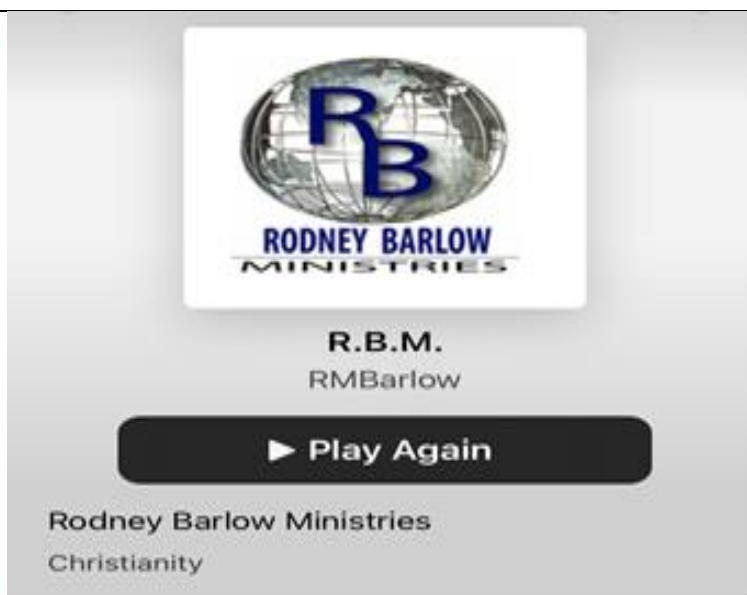 RB
RODNEY BARLOW
MINISTRIES
R.B.M.
RMBarlow
▶ Play Again
Rodney Barlow Ministries
Christianity